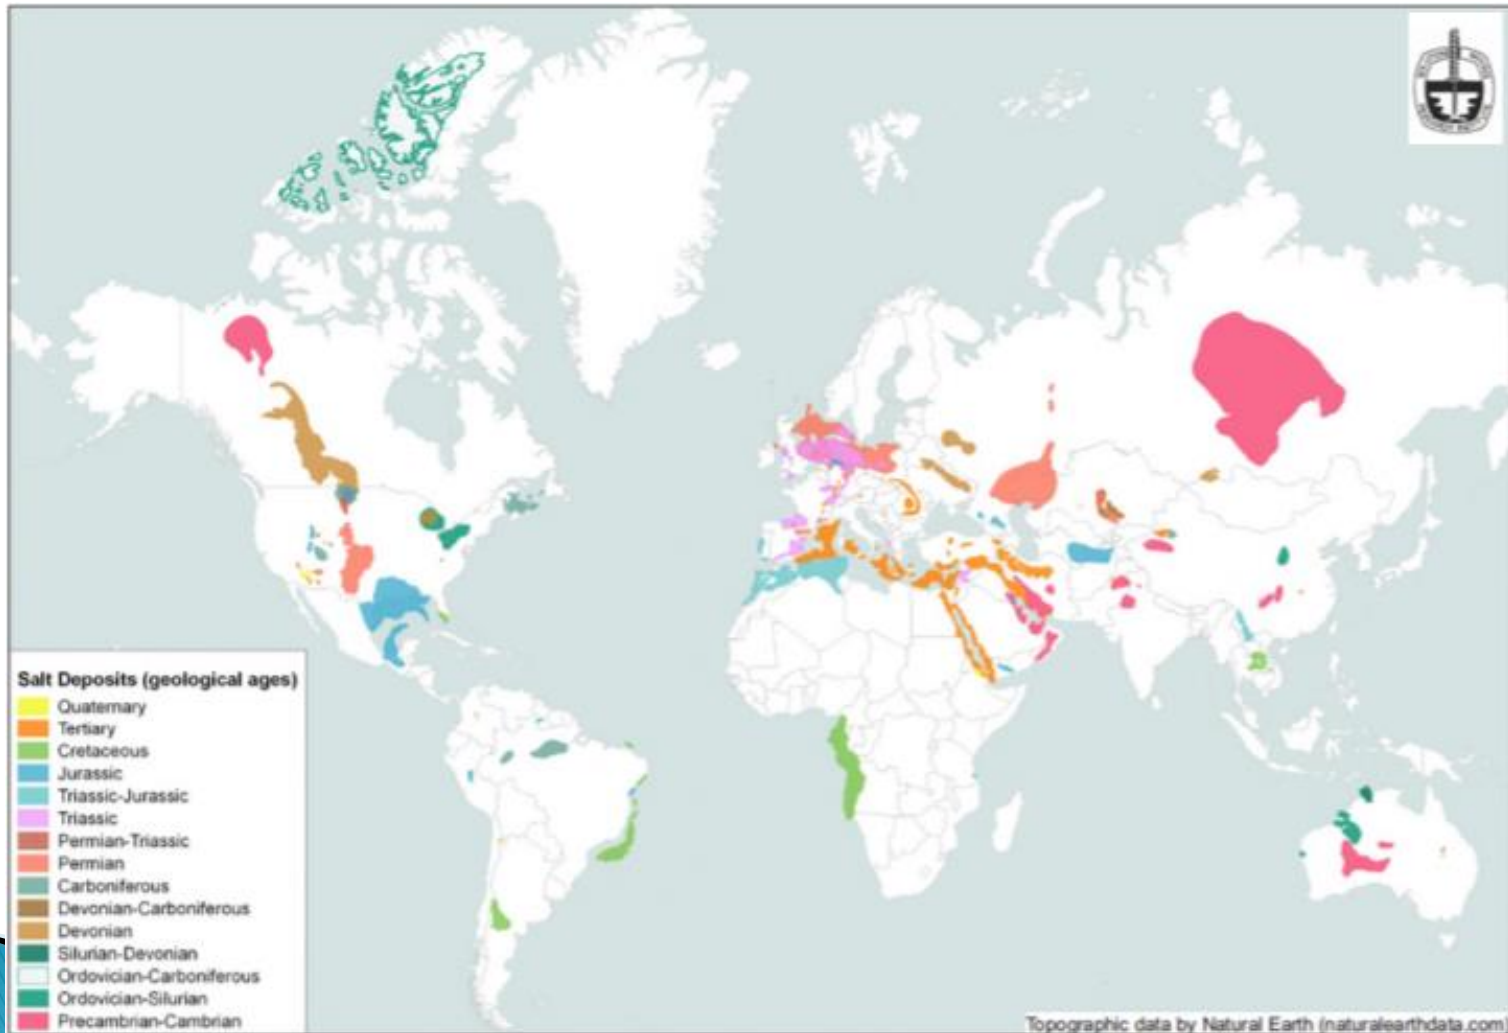 Salt Deposits (geological ages)
Quaternary
Tertiary
Cretaceous
Jurassic
Triassic-Jurassic
Triassic
Permian-Triassic
Permian
Carboniferous
Devonian-Carboniferous
Devonian
Silurian-Devonian
Ordovician-Carboniferous
Ordovician-Silurian
Precambrian-Cambrian
Topographic data by Natural Earth (naturalearthdata.com)